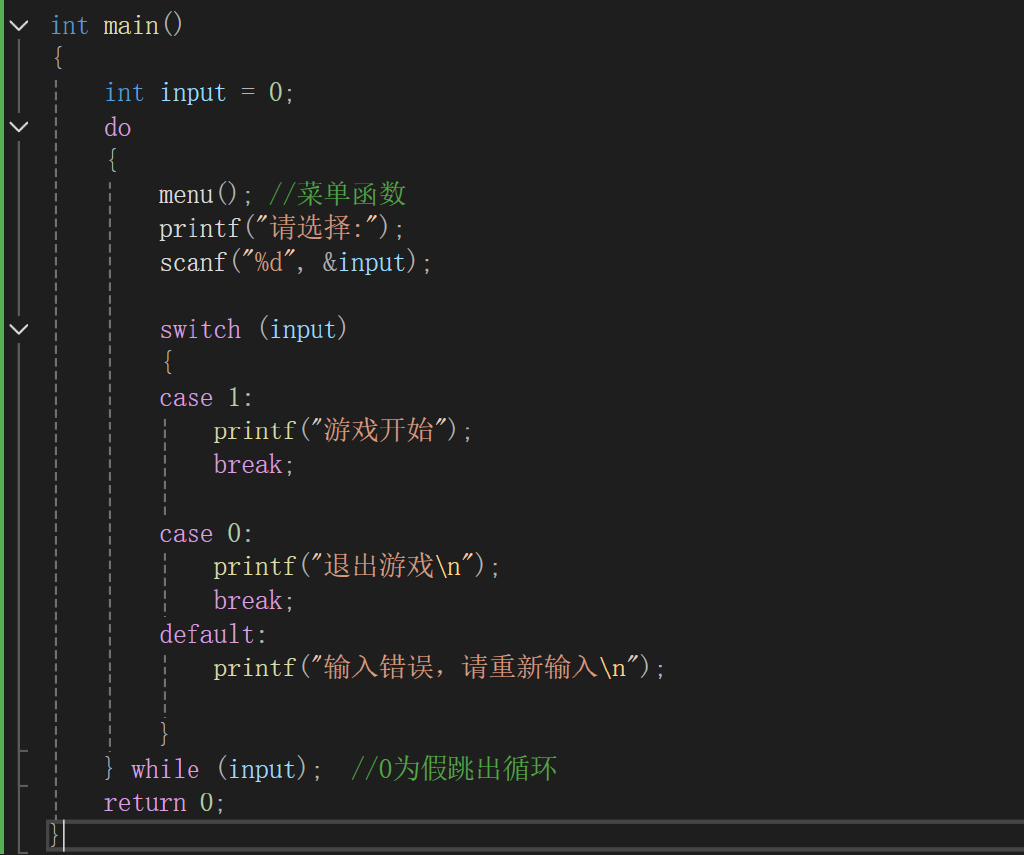 int main()
{
    int input = 0;
    do
    {
        menu(); //菜单函数
        printf("请选择:");
        scanf("%d", &input);

        switch (input)
        {
        case 1:
            printf("游戏开始");
            break;

        case 0:
            printf("退出游戏\n");
            break;
        default:
            printf("输入错误，请重新输入\n");

        }
    } while (input);  //0为假跳出循环
    return 0;
}